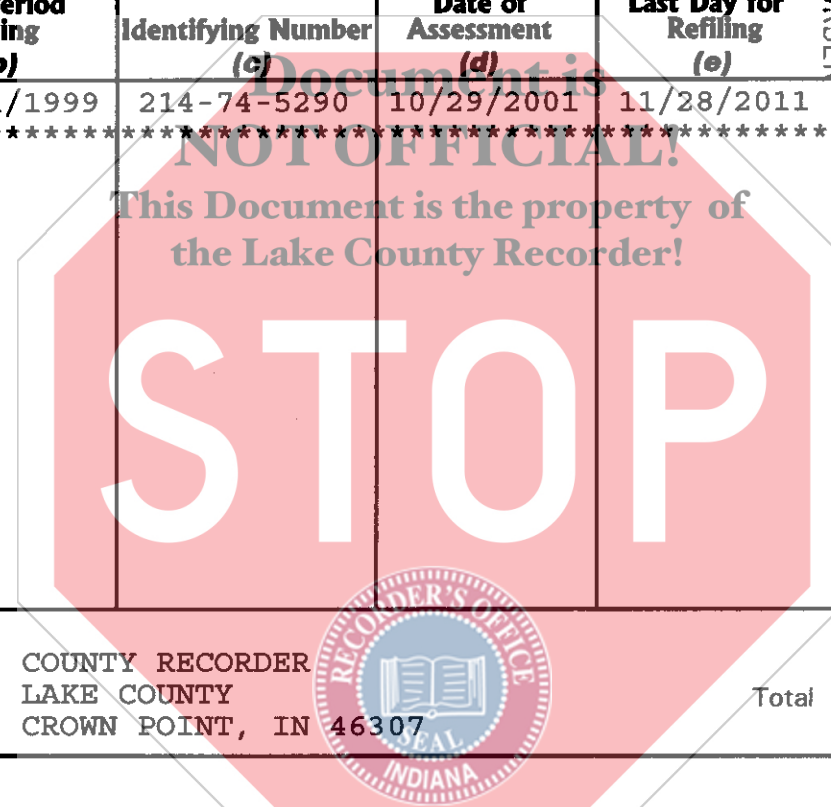 eriod Date of Last Day for
ing Identifying Number Assessment Refiling
) (c) (d) (e)
Document is
/1999 214-74-5290 10/29/2001 11/28/2011
****************************************
NOT OFFICIAL!
This Document is the property of
the Lake County Recorder!
STOP
RECORDER'S OFFICE
COUNTY RECORDER
LAKE COUNTY Total
CROWN POINT, IN 46307
SEAL
INDIANA